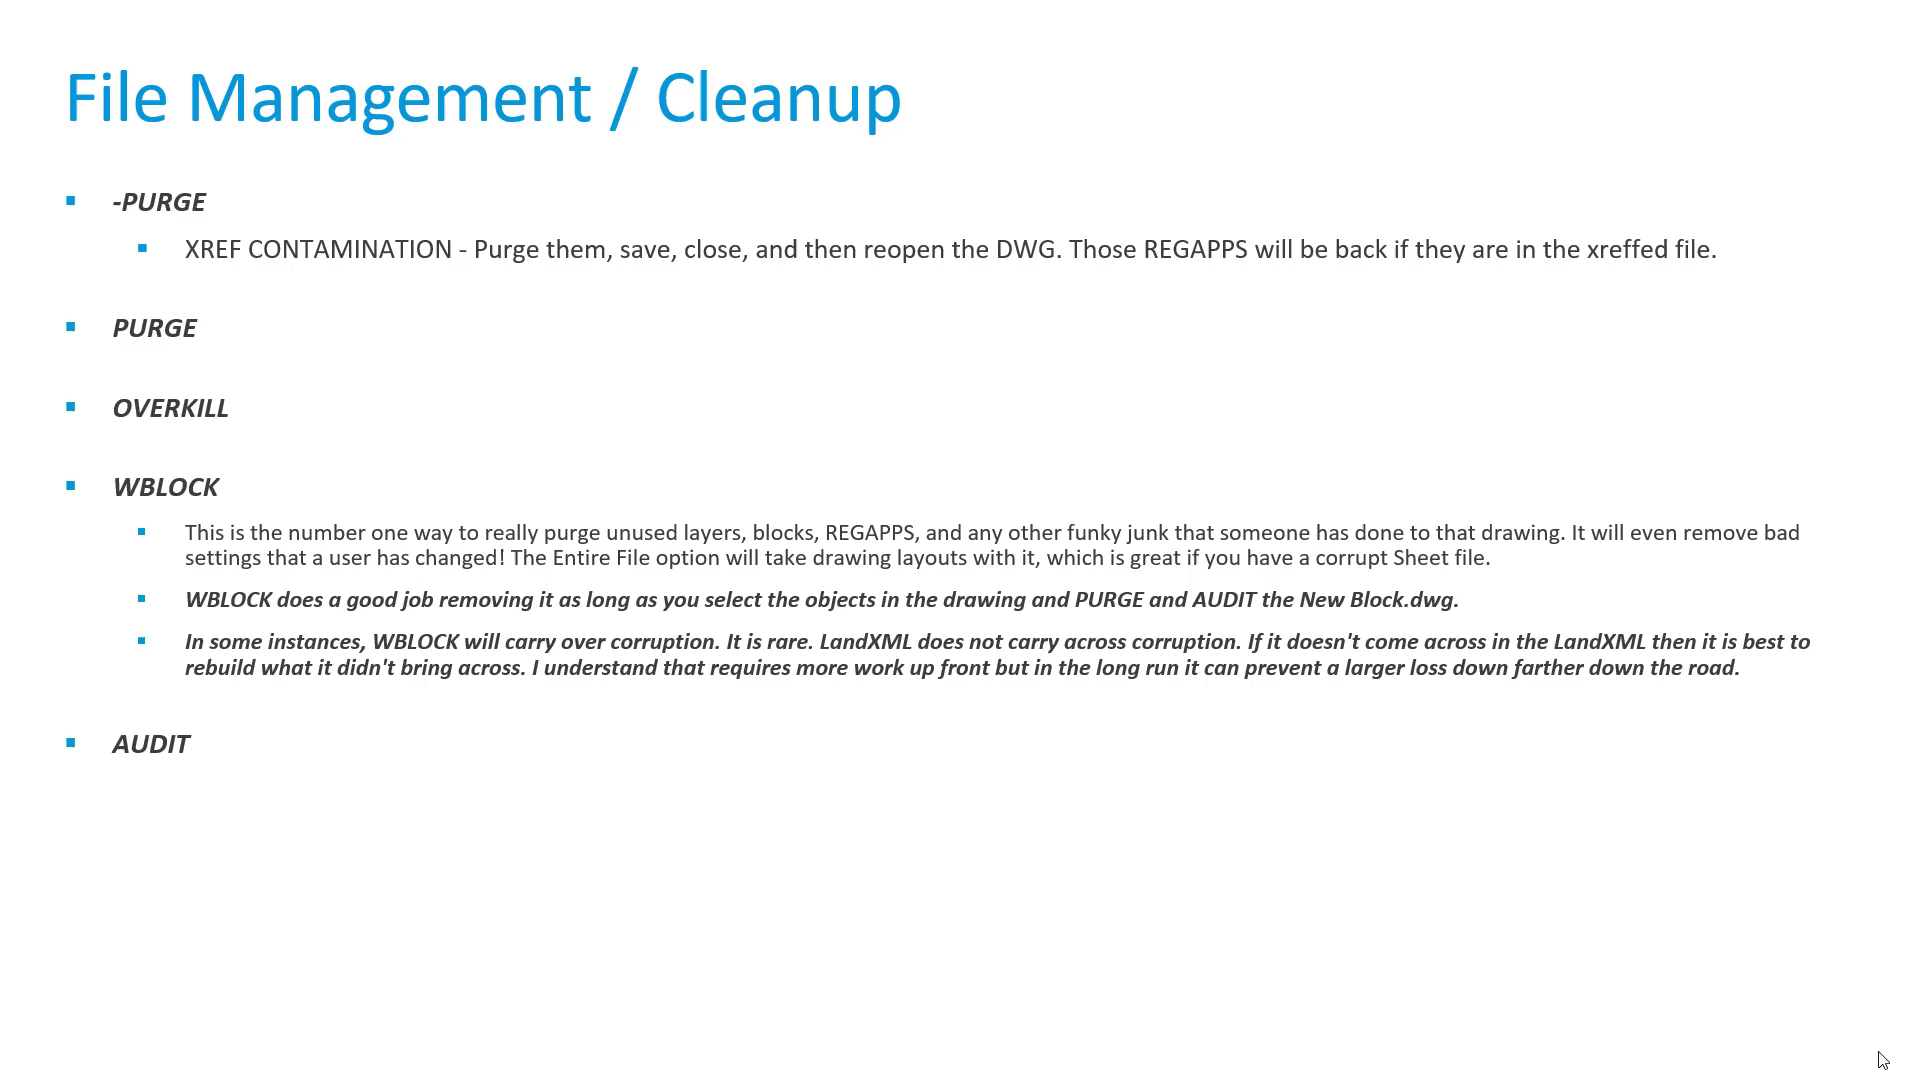 File Management / Cleanup
-PURGE
XREF CONTAMINATION - Purge them, save, close, and then reopen the DWG. Those REGAPPS will be back if they are in the xreffed file.
PURGE
OVERKILL
WBLOCK
This is the number one way to really purge unused layers, blocks, REGAPPS, and any other funky junk that someone has done to that drawing. It will even remove bad
settings that a user has changed! The Entire File option will take drawing layouts with it, which is great if you have a corrupt Sheet file.
WBLOCK does a good job removing it as long as you select the objects in the drawing and PURGE and AUDIT the New Block.dwg.
In some instances, WBLOCK will carry over corruption. It is rare. LandXML does not carry across corruption. If it doesn't come across in the LandXML then it is best to
rebuild what it didn't bring across. I understand that requires more work up front but in the long run it can prevent a larger loss down farther down the road.
AUDIT